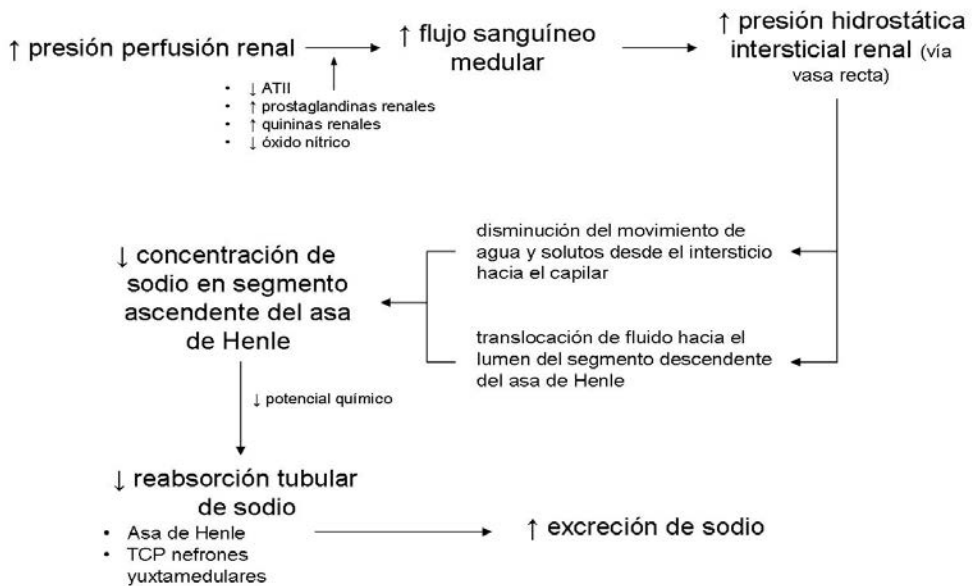 ↑ presión perfusión renal
↑ flujo sanguíneo
medular
↑ presión hidrostática
intersticial renal (vía
vasa recta)
• ↓ ATII
• ↑ prostaglandinas renales
• ↑ quininas renales
• ↓ óxido nítrico
disminución del movimiento de
agua y solutos desde el intersticio
hacia el capilar
↓ concentración de
sodio en segmento
ascendente del asa
de Henle
translocación de fluido hacia el
lumen del segmento descendente
del asa de Henle
↓ potencial químico
↓ reabsorción tubular
de sodio
• Asa de Henle
• TCP nefrones
yuxtamedulares
↑ excreción de sodio